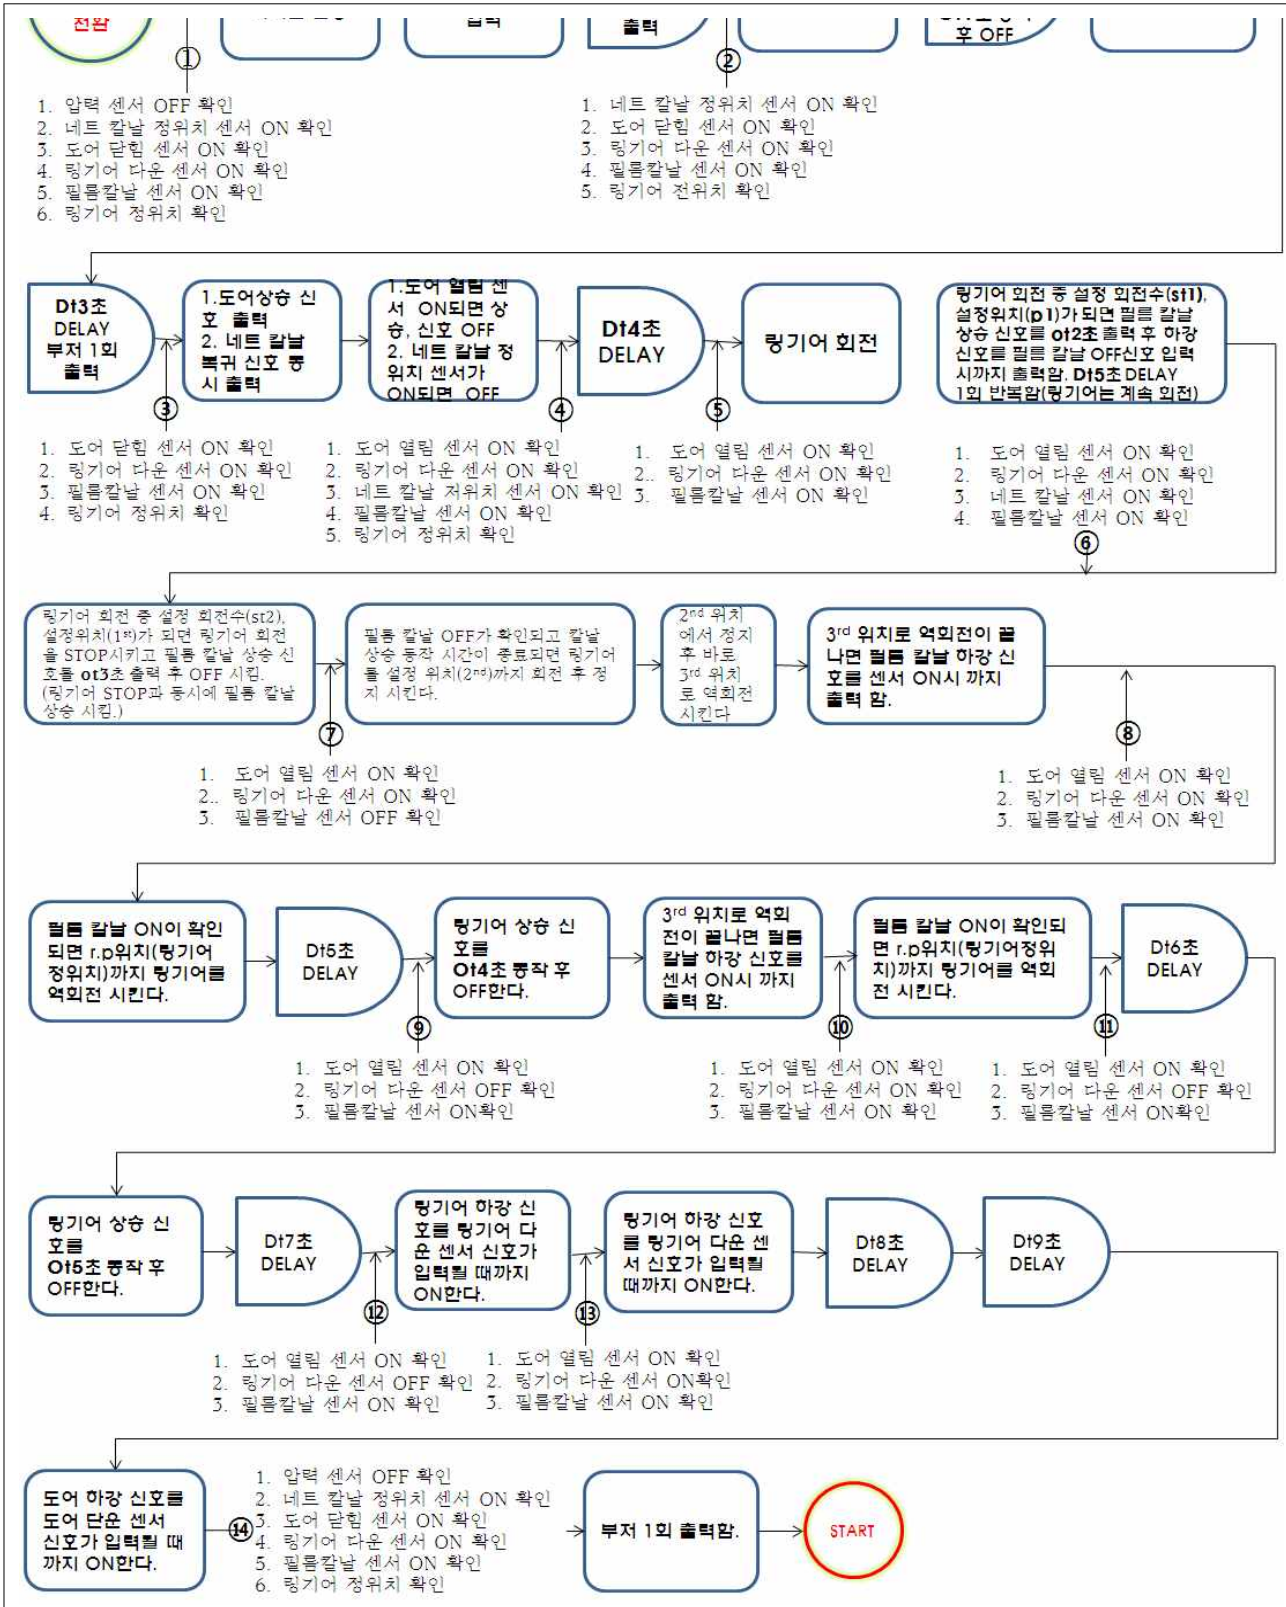 전환
입력
출력
후 OFF
①
②
1. 압력 센서 OFF 확인
2. 네트 칼날 정위치 센서 ON 확인
3. 도어 닫힘 센서 ON 확인
4. 링기어 다운 센서 ON 확인
5. 필름칼날 센서 ON 확인
6. 링기어 정위치 확인
1. 네트 칼날 정위치 센서 ON 확인
2. 도어 닫힘 센서 ON 확인
3. 링기어 다운 센서 ON 확인
4. 필름칼날 센서 ON 확인
5. 링기어 전위치 확인
Dt3초
DELAY
부저 1회
출력
1.도어상승 신
호 출력
2. 네트 칼날
복귀 신호 동
시 출력
1.도어 열림 센
서 ON되면 상
승, 신호 OFF
2. 네트 칼날 정
위치 센서가
ON되면 OFF
Dt4초
DELAY
링기어 회전
링기어 회전 중 설정 회전수(st1),
설정위치(p1)가 되면 필름 칼날
상승 신호를 ot2초 출력 후 하강
신호를 필름 칼날 OFF신호 입력
시까지 출력함. Dt5초 DELAY
1회 반복함(링기어는 계속 회전)
③
④
⑤
1. 도어 닫힘 센서 ON 확인
2. 링기어 다운 센서 ON 확인
3. 필름칼날 센서 ON 확인
4. 링기어 정위치 확인
1. 도어 열림 센서 ON 확인
2. 링기어 다운 센서 ON 확인
3. 네트 칼날 저위치 센서 ON 확인
4. 필름칼날 센서 ON 확인
5. 링기어 정위치 확인
1. 도어 열림 센서 ON 확인
2.. 링기어 다운 센서 ON 확인
3. 필름칼날 센서 ON 확인
1. 도어 열림 센서 ON 확인
2. 링기어 다운 센서 ON 확인
3. 네트 칼날 센서 ON 확인
4. 필름칼날 센서 ON 확인
⑥
링기어 회전 중 설정 회전수(st2),
설정위치(1st)가 되면 링기어 회전
을 STOP시키고 필름 칼날 상승 신
호를 ot3초 출력 후 OFF 시킴.
(링기어 STOP과 동시에 필름 칼날
상승 시킴.)
필름 칼날 OFF가 확인되고 칼날
상승 동작 시간이 종료되면 링기어
를 설정 위치(2nd)까지 회전 후 정
지 시킨다.
2nd 위치
에서 정지
후 바로
3rd 위치
로 역회전
시킨다
3rd 위치로 역회전이 끝
나면 필름 칼날 하강 신
호를 센서 ON시 까지
출력 함.
⑦
⑧
1. 도어 열림 센서 ON 확인
2.. 링기어 다운 센서 ON 확인
3. 필름칼날 센서 OFF 확인
1. 도어 열림 센서 ON 확인
2. 링기어 다운 센서 ON 확인
3. 필름칼날 센서 ON 확인
필름 칼날 ON이 확인
되면 r.p위치(링기어
정위치)까지 링기어를
역회전 시킨다.
Dt5초
DELAY
링기어 상승 신
호를
Ot4초 동작 후
OFF한다.
3rd 위치로 역회
전이 끝나면 필름
칼날 하강 신호를
센서 ON시 까지
출력 함.
필름 칼날 ON이 확인되
면 r.p위치(링기어정위
치)까지 링기어를 역회
전 시킨다.
Dt6초
DELAY
⑨
⑩
⑪
1. 도어 열림 센서 ON 확인
2. 링기어 다운 센서 OFF 확인
3. 필름칼날 센서 ON확인
1. 도어 열림 센서 ON 확인
2. 링기어 다운 센서 ON 확인
3. 필름칼날 센서 ON 확인
1. 도어 열림 센서 ON 확인
2. 링기어 다운 센서 OFF 확인
3. 필름칼날 센서 ON확인
링기어 상승 신
호를
Ot5초 동작 후
OFF한다.
Dt7초
DELAY
링기어 하강 신
호를 링기어 다
운 센서 신호가
입력될 때까지
ON한다.
링기어 하강 신호
를 링기어 다운 센
서 신호가 입력될
때까지 ON한다.
Dt8초
DELAY
Dt9초
DELAY
⑫
⑬
1. 도어 열림 센서 ON 확인
2. 링기어 다운 센서 OFF 확인
3. 필름칼날 센서 ON 확인
1. 도어 열림 센서 ON 확인
2. 링기어 다운 센서 ON확인
3. 필름칼날 센서 ON 확인
도어 하강 신호를
도어 단운 센서
신호가 입력될 때
까지 ON한다.
⑭
1. 압력 센서 OFF 확인
2. 네트 칼날 정위치 센서 ON 확인
3. 도어 닫힘 센서 ON 확인
4. 링기어 다운 센서 ON 확인
5. 필름칼날 센서 ON 확인
6. 링기어 정위치 확인
부저 1회 출력함.
START